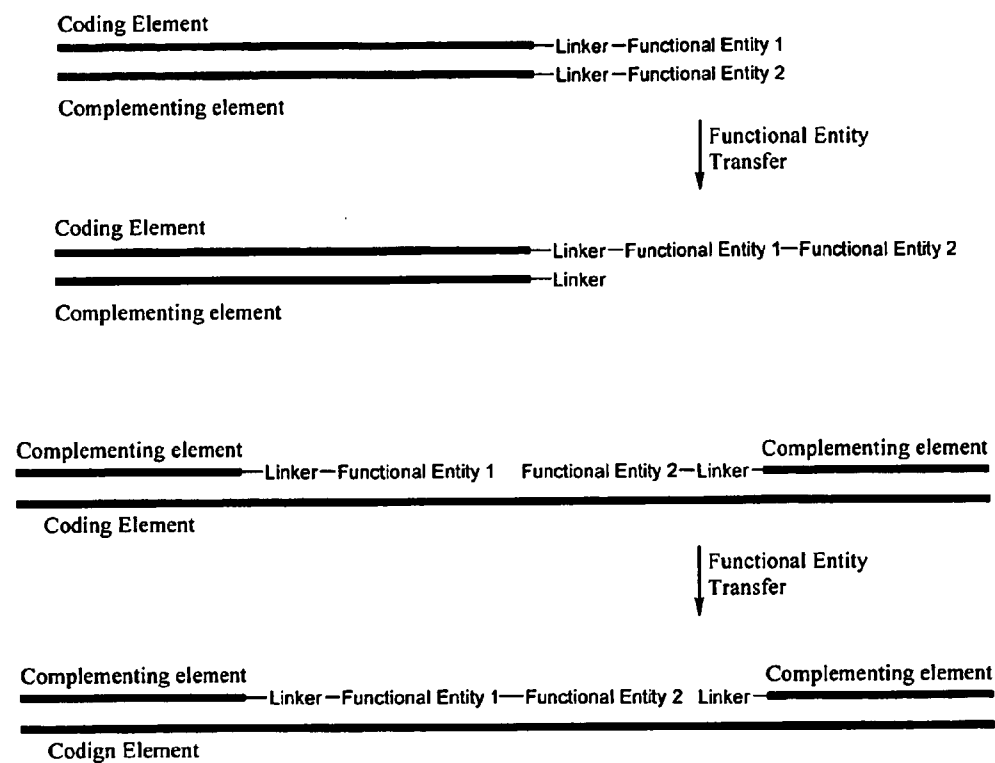 Coding Element
Linker—Functional Entity 1
Linker—Functional Entity 2
Complementing element
Functional Entity
Transfer
Coding Element
Linker—Functional Entity 1—Functional Entity 2
Linker
Complementing element
Complementing element
Complementing element
Linker—Functional Entity 1 Functional Entity 2—Linker
Coding Element
Functional Entity
Transfer
Complementing element
Complementing element
Linker—Functional Entity 1—Functional Entity 2 Linker
Codign Element